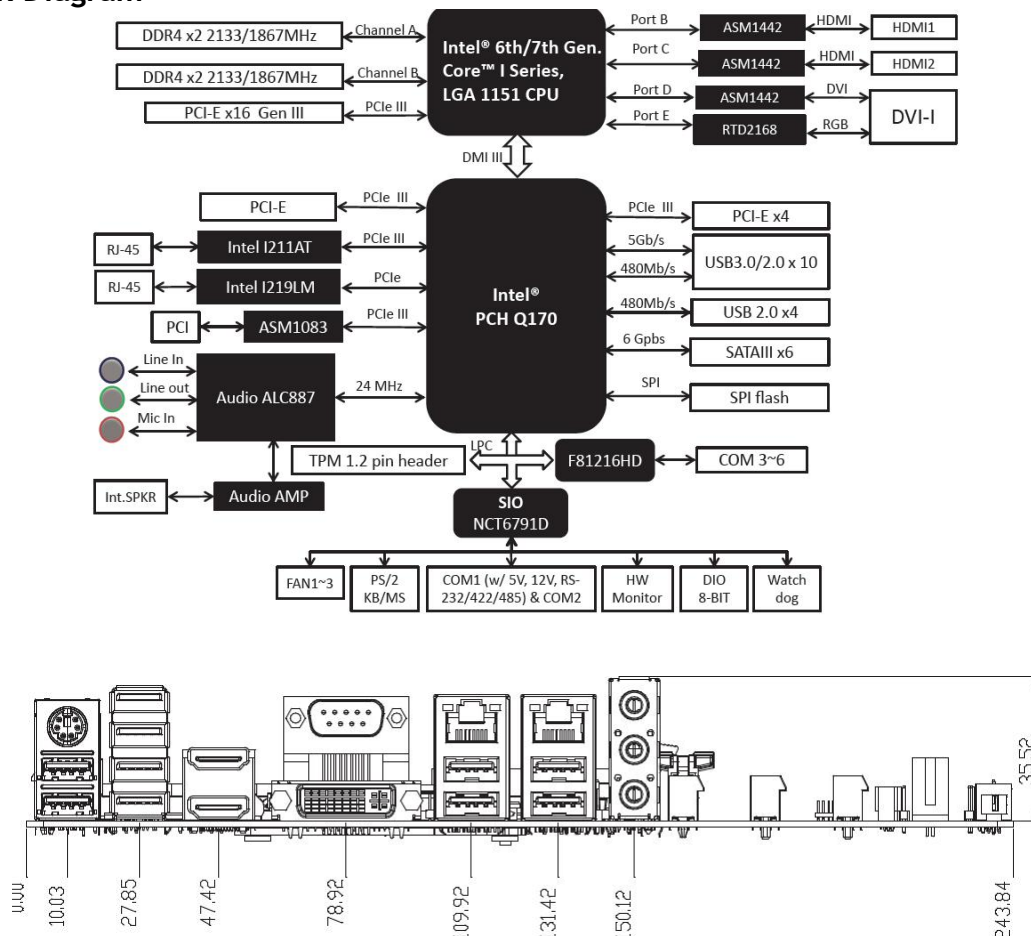 DDR4 x2 2133/1867MHz
Channel A
DDR4 x2 2133/1867MHz
Channel B
PCI-E x16 Gen III
PCIe III
Intel® 6th/7th Gen.
Core™ I Series,
LGA 1151 CPU
Port B
ASM1442
HDMI
HDMI1
Port C
ASM1442
HDMI
HDMI2
Port D
ASM1442
DVI
Port E
RTD2168
RGB
DVI-I
DMI III
PCI-E
PCIe III
RJ-45
Intel I211AT
PCIe III
RJ-45
Intel I219LM
PCIe
PCI
ASM1083
PCIe III
Line In
Line out
Mic In
Audio ALC887
24 MHz
Int.SPKR
Audio AMP
Intel®
PCH Q170
PCIe III
PCI-E x4
5Gb/s
480Mb/s
USB3.0/2.0 x 10
480Mb/s
USB 2.0 x4
6 Gpbs
SATAIII x6
SPI
SPI flash
TPM 1.2 pin header
LPC
F81216HD
COM 3~6
SIO
NCT6791D
FAN1~3
PS/2
KB/MS
COM1 (w/ 5V, 12V, RS-
232/422/485) & COM2
HW
Monitor
DIO
8-BIT
Watch
dog
35.52
0.00
10.03
27.85
47.42
78.92
109.92
131.42
150.12
243.84